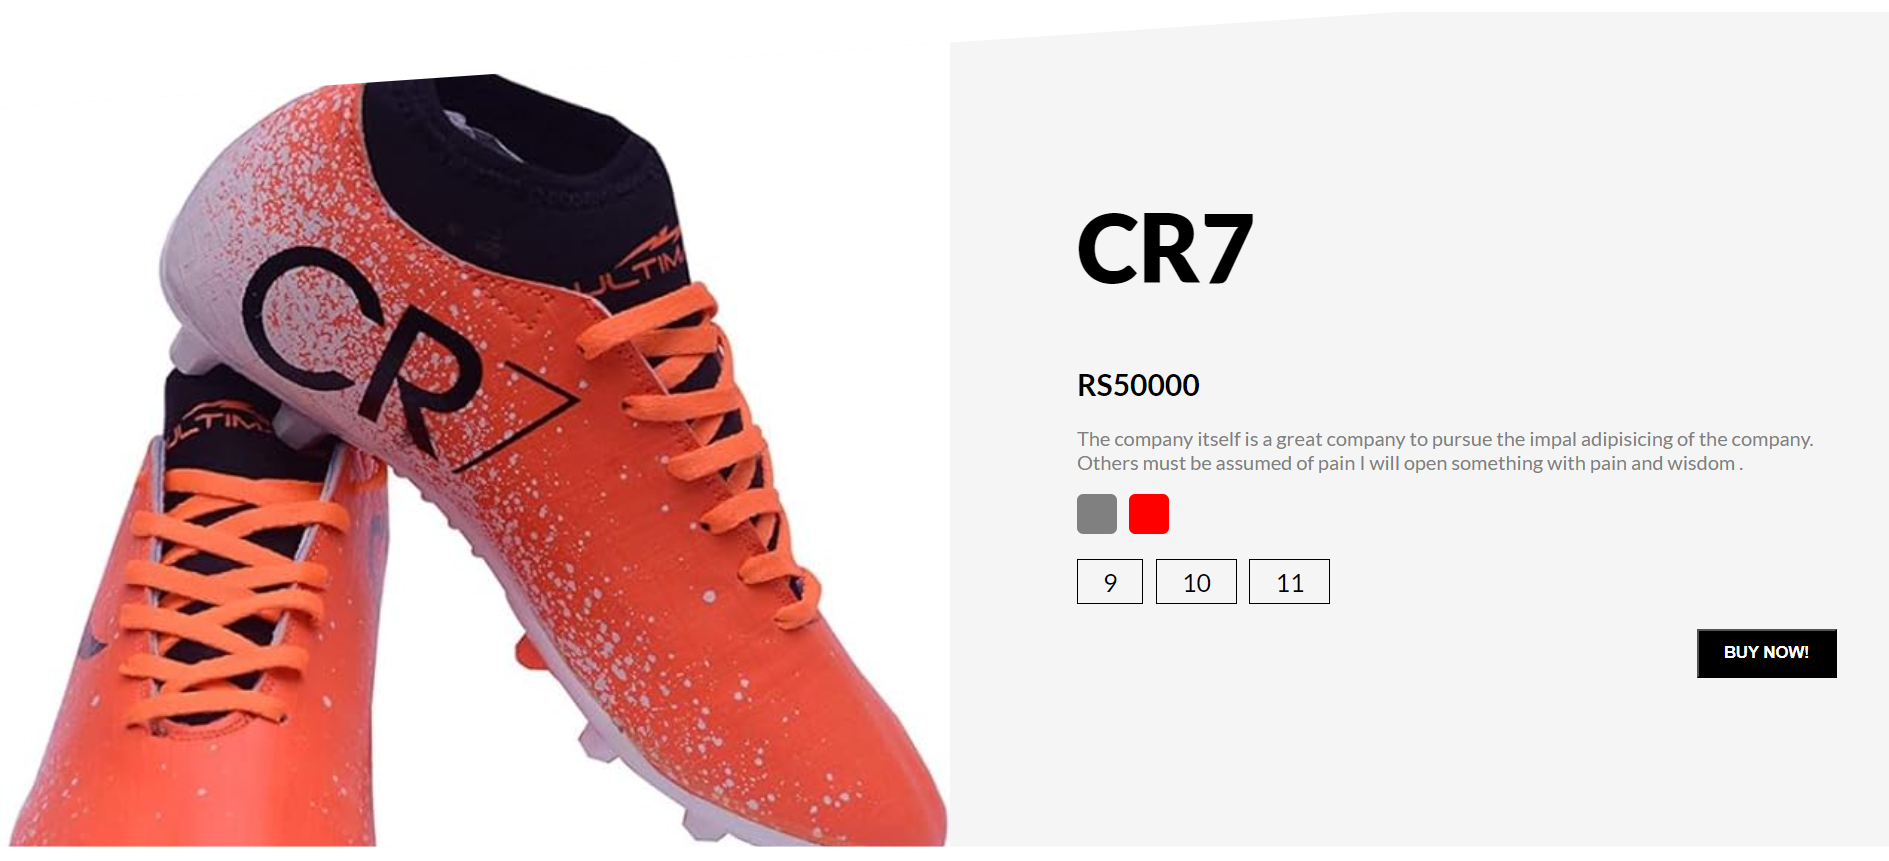 ULTIM
CR7
ULTIM
CR7
RS50000
The company itself is a great company to pursue the impal adipisicing of the company.
Others must be assumed of pain I will open something with pain and wisdom .
9 10 11
BUY NOW!